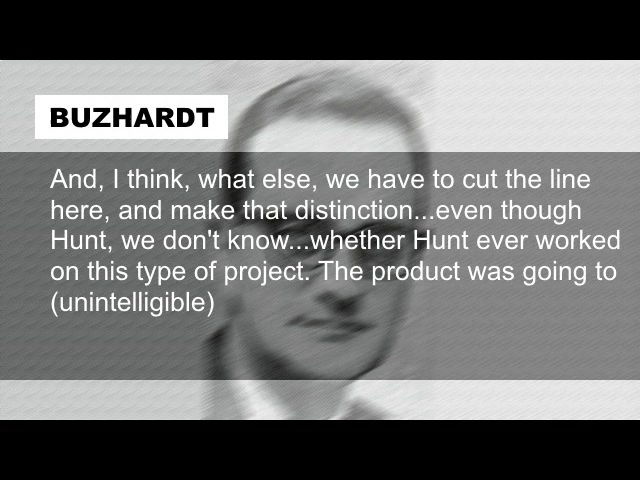 BUZHARDT
And, I think, what else, we have to cut the line
here, and make that distinction...even though
Hunt, we don't know...whether Hunt ever worked
on this type of project. The product was going to
(unintelligible)